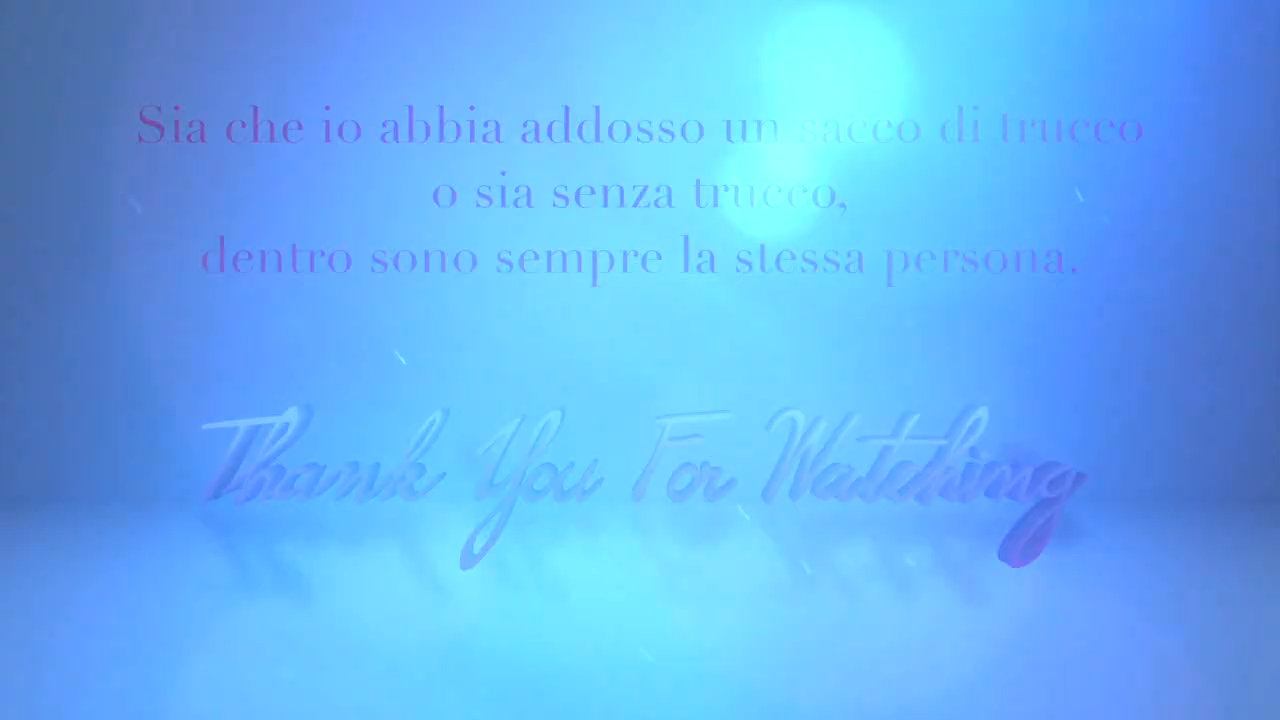 Sia che io abbia addosso un sacco di trucco
o sia senza trucco,
dentro sono sempre la stessa persona.
Thank You For Watching